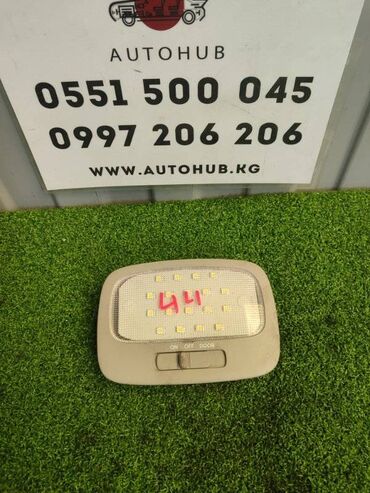 AUTOHUB
0551 500 045
0997 206 206
WWW.AUTOHUB.KG
44
ON OFF DOOR